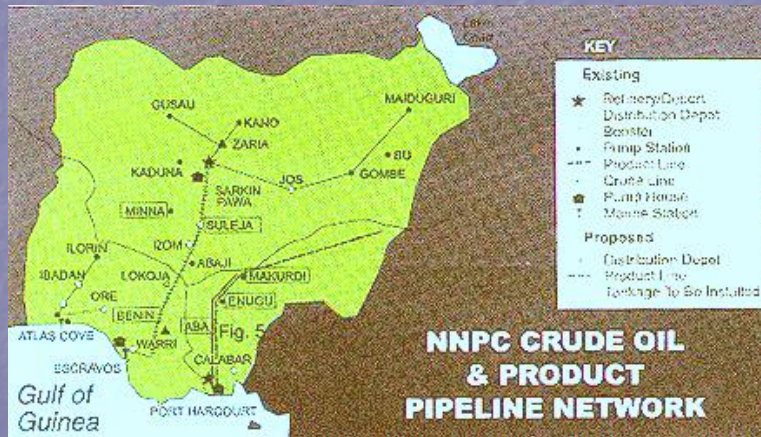 Lake
Chad
KEY
Existing
Refinery/Depot
Distribution Depot
Booster
Pump Station
Product Line
Crude Line
Pump House
Marine Station
Proposed
Distribution Depot
Product Line
Tankage To Be Installed
GUSAU
KANO
MAIDUGURI
ZARIA
KADUNA
JOS
GOMBE
SARKIN
PAWA
MINNA
SULEJA
ILORIN
IZOM
ABAJI
IBADAN
LOKOJA
MAKURDI
ORE
ENUGU
BENIN
ABA
Fig. 5
ATLAS COVE
WARRI
CALABAR
ESCRAVOS
PORT HARCOURT
Gulf of
Guinea
NNPC CRUDE OIL
& PRODUCT
PIPELINE NETWORK